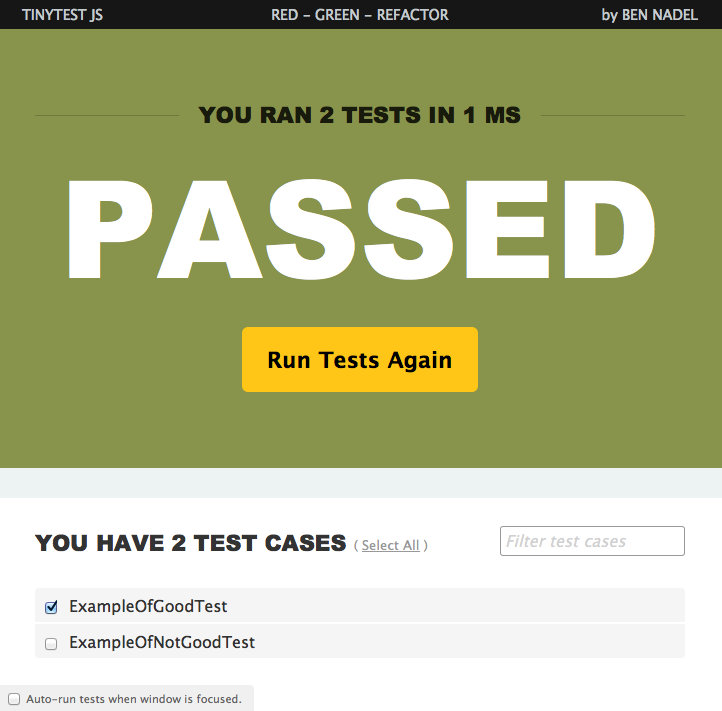 TINYTEST JS
RED – GREEN – REFACTOR
by BEN NADEL
YOU RAN 2 TESTS IN 1 MS
PASSED
Run Tests Again
YOU HAVE 2 TEST CASES ( Select All )
Filter test cases
ExampleOfGoodTest
ExampleOfNotGoodTest
Auto-run tests when window is focused.